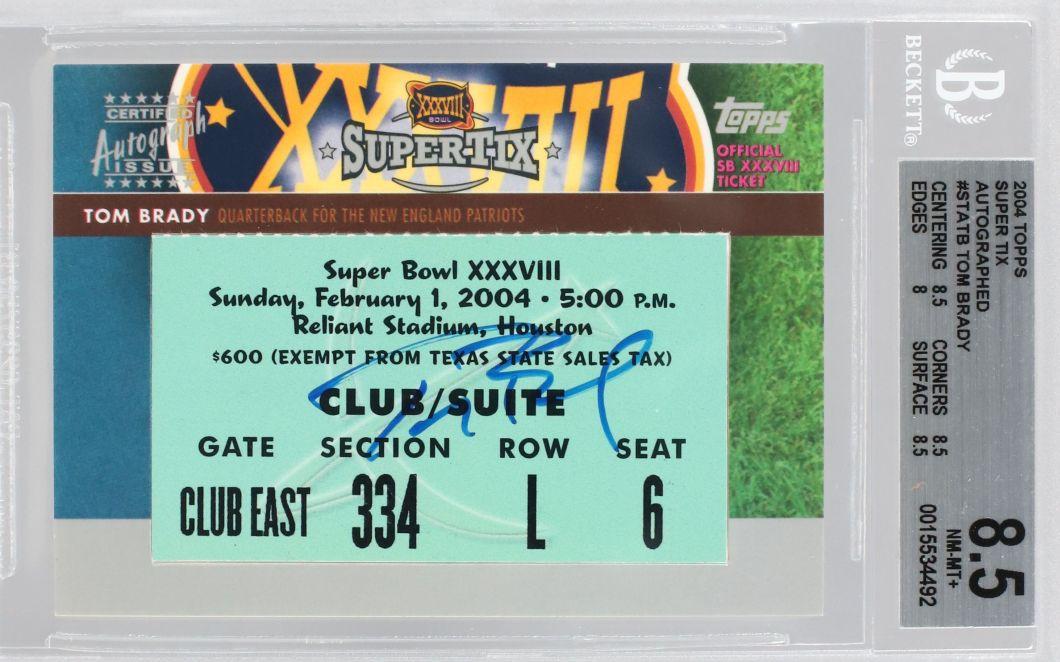 CERTIFIED
Autograph
ISSUE
XXXVIII
BOWL
SUPER TIX
Topps
OFFICIAL
SB XXXVIII
TICKET
TOM BRADY QUARTERBACK FOR THE NEW ENGLAND PATRIOTS
Super Bowl XXXVIII
Sunday, February 1, 2004 • 5:00 P.M.
Reliant Stadium, Houston
$600 (EXEMPT FROM TEXAS STATE SALES TAX)
CLUB/SUITE
GATE SECTION ROW SEAT
CLUB EAST 334 L 6
B
BECKETT®
2004 TOPPS
SUPER TIX
AUTOGRAPHED
#STATB TOM BRADY
CENTERING 8.5 CORNERS 8.5
EDGES 8 SURFACE 8.5
8.5
NM-MT+
0015534492